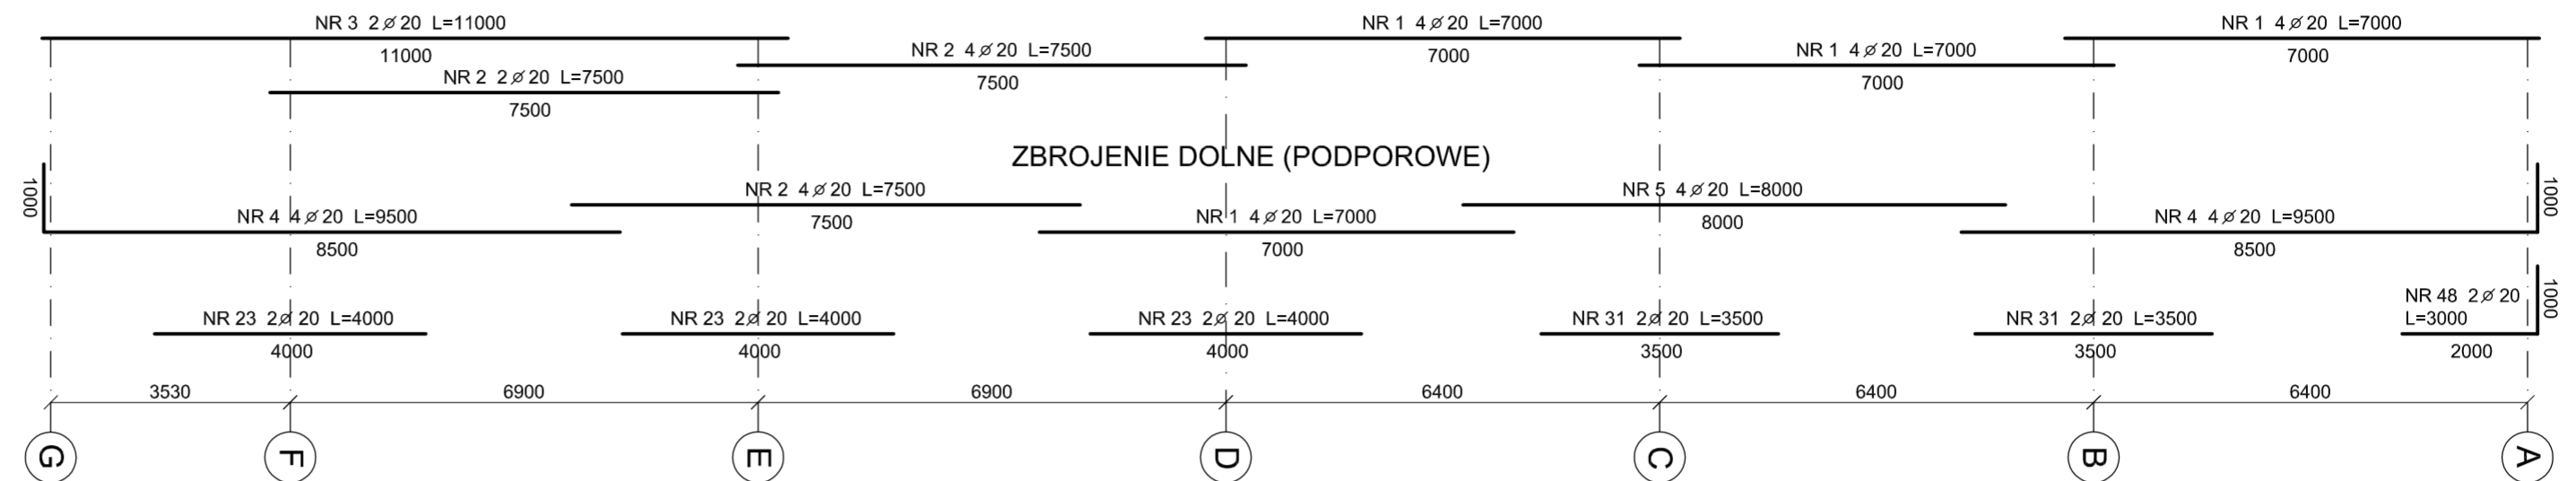 NR 3 2⌀20 L=11000
11000
NR 2 2⌀20 L=7500
7500
NR 2 4⌀20 L=7500
7500
NR 1 4⌀20 L=7000
7000
NR 1 4⌀20 L=7000
7000
NR 1 4⌀20 L=7000
7000
ZBROJENIE DOLNE (PODPOROWE)
1000
NR 4 4⌀20 L=9500
8500
NR 2 4⌀20 L=7500
7500
NR 1 4⌀20 L=7000
7000
NR 5 4⌀20 L=8000
8000
NR 4 4⌀20 L=9500
8500
1000
NR 23 2⌀20 L=4000
4000
NR 23 2⌀20 L=4000
4000
NR 23 2⌀20 L=4000
4000
NR 31 2⌀20 L=3500
3500
NR 31 2⌀20 L=3500
3500
NR 48 2⌀20
L=3000
2000
1000
3530 6900 6900 6400 6400 6400
G F E D C B A